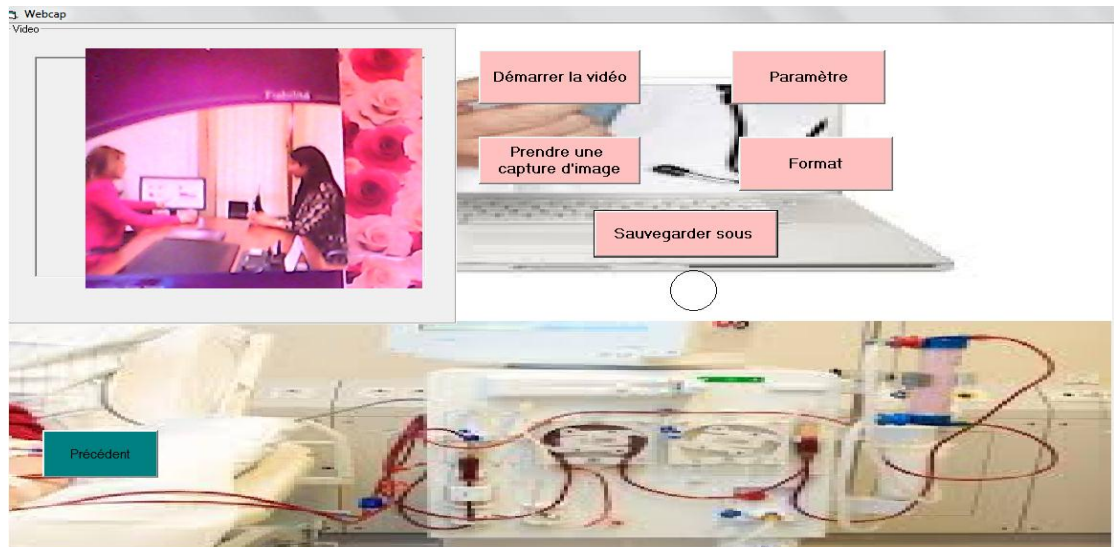 Webcap
Video
Démarrer la vidéo
Paramètre
Prendre une
capture d'image
Format
Sauvegarder sous
Précédent